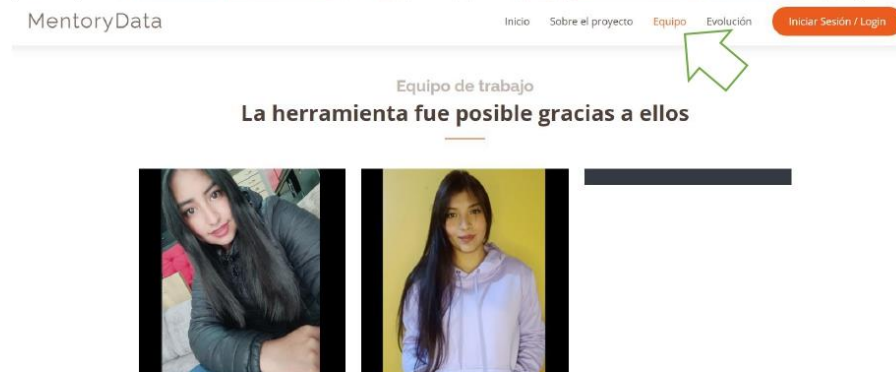 MentoryData
Inicio Sobre el proyecto Equipo Evolución Iniciar Sesión / Login
Equipo de trabajo
La herramienta fue posible gracias a ellos